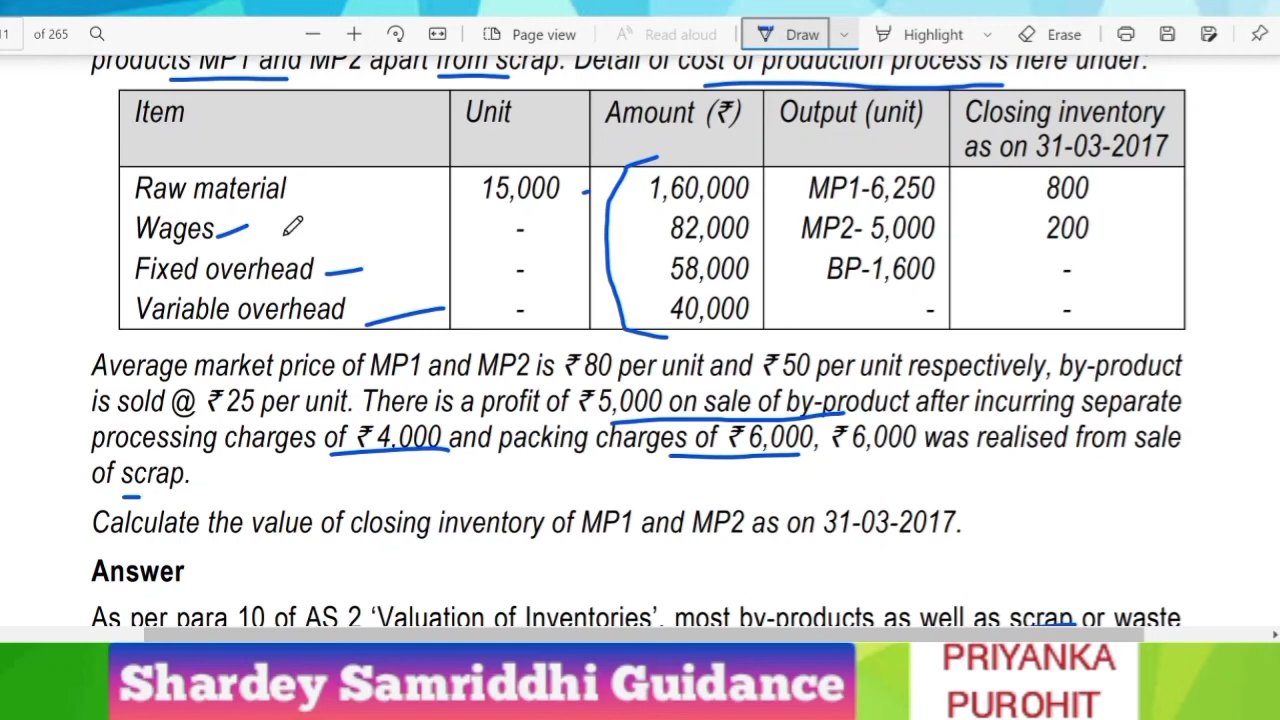 11 of 265 Page view Read aloud Draw Highlight Erase
products MP1 and MP2 apart from scrap. Detail of cost of production process is here under.
Item Unit Amount (₹) Output (unit) Closing inventory as on 31-03-2017
Raw material 15,000 1,60,000 MP1-6,250 800
Wages - 82,000 MP2- 5,000 200
Fixed overhead - 58,000 BP-1,600 -
Variable overhead - 40,000 - -
Average market price of MP1 and MP2 is ₹ 80 per unit and ₹ 50 per unit respectively, by-product
is sold @ ₹ 25 per unit. There is a profit of ₹ 5,000 on sale of by-product after incurring separate
processing charges of ₹ 4,000 and packing charges of ₹ 6,000, ₹ 6,000 was realised from sale
of scrap.
Calculate the value of closing inventory of MP1 and MP2 as on 31-03-2017.
Answer
As per para 10 of AS 2 ‘Valuation of Inventories’, most by-products as well as scrap or waste
Shardey Samriddhi Guidance
PRIYANKA
PUROHIT